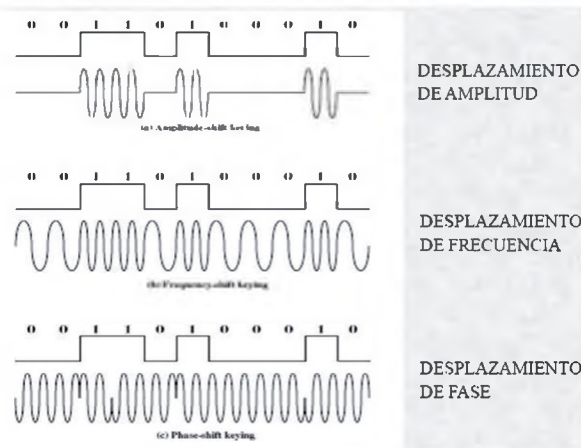 0 0 1 1 0 1 0 0 0 1 0
DESPLAZAMIENTO
DE AMPLITUD
(a) Amplitude-shift keying
0 0 1 1 0 1 0 0 0 1 0
DESPLAZAMIENTO
DE FRECUENCIA
(b) Frequency-shift keying
0 0 1 1 0 1 0 0 0 1 0
DESPLAZAMIENTO
DE FASE
(c) Phase-shift keying